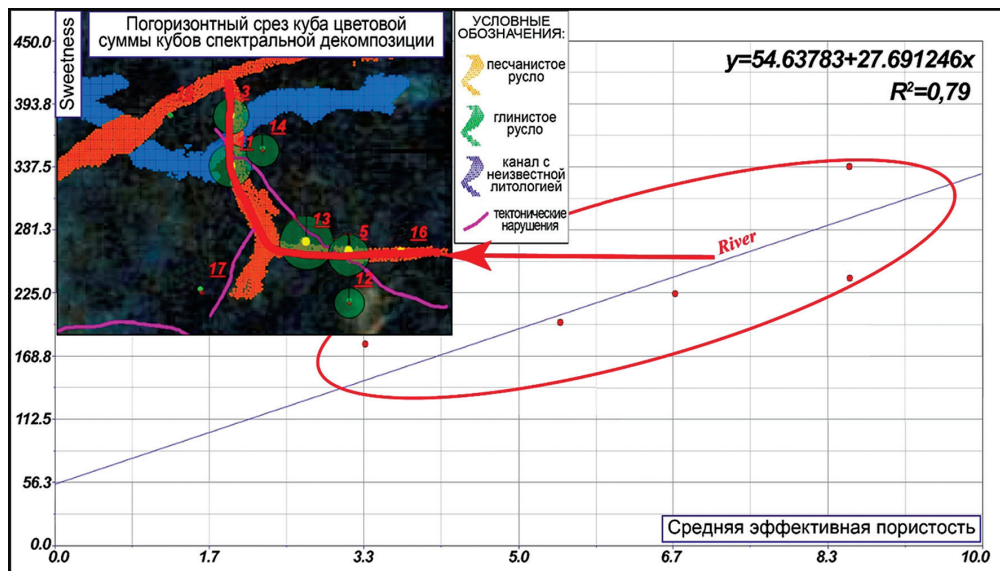 Погоризонтный срез куба цветовой
суммы кубов спектральной декомпозиции
УСЛОВНЫЕ
ОБОЗНАЧЕНИЯ:
песчанистое
русло
глинистое
русло
канал с
неизвестной
литологией
тектонические
нарушения
y=54.63783+27.691246x
R²=0,79
Sweetness
450.0
393.8
337.5
281.3
225.0
168.8
112.5
56.3
0.0
3
14
11
13
5
16
17
12
River
Средняя эффективная пористость
0.0
1.7
3.3
5.0
6.7
8.3
10.0